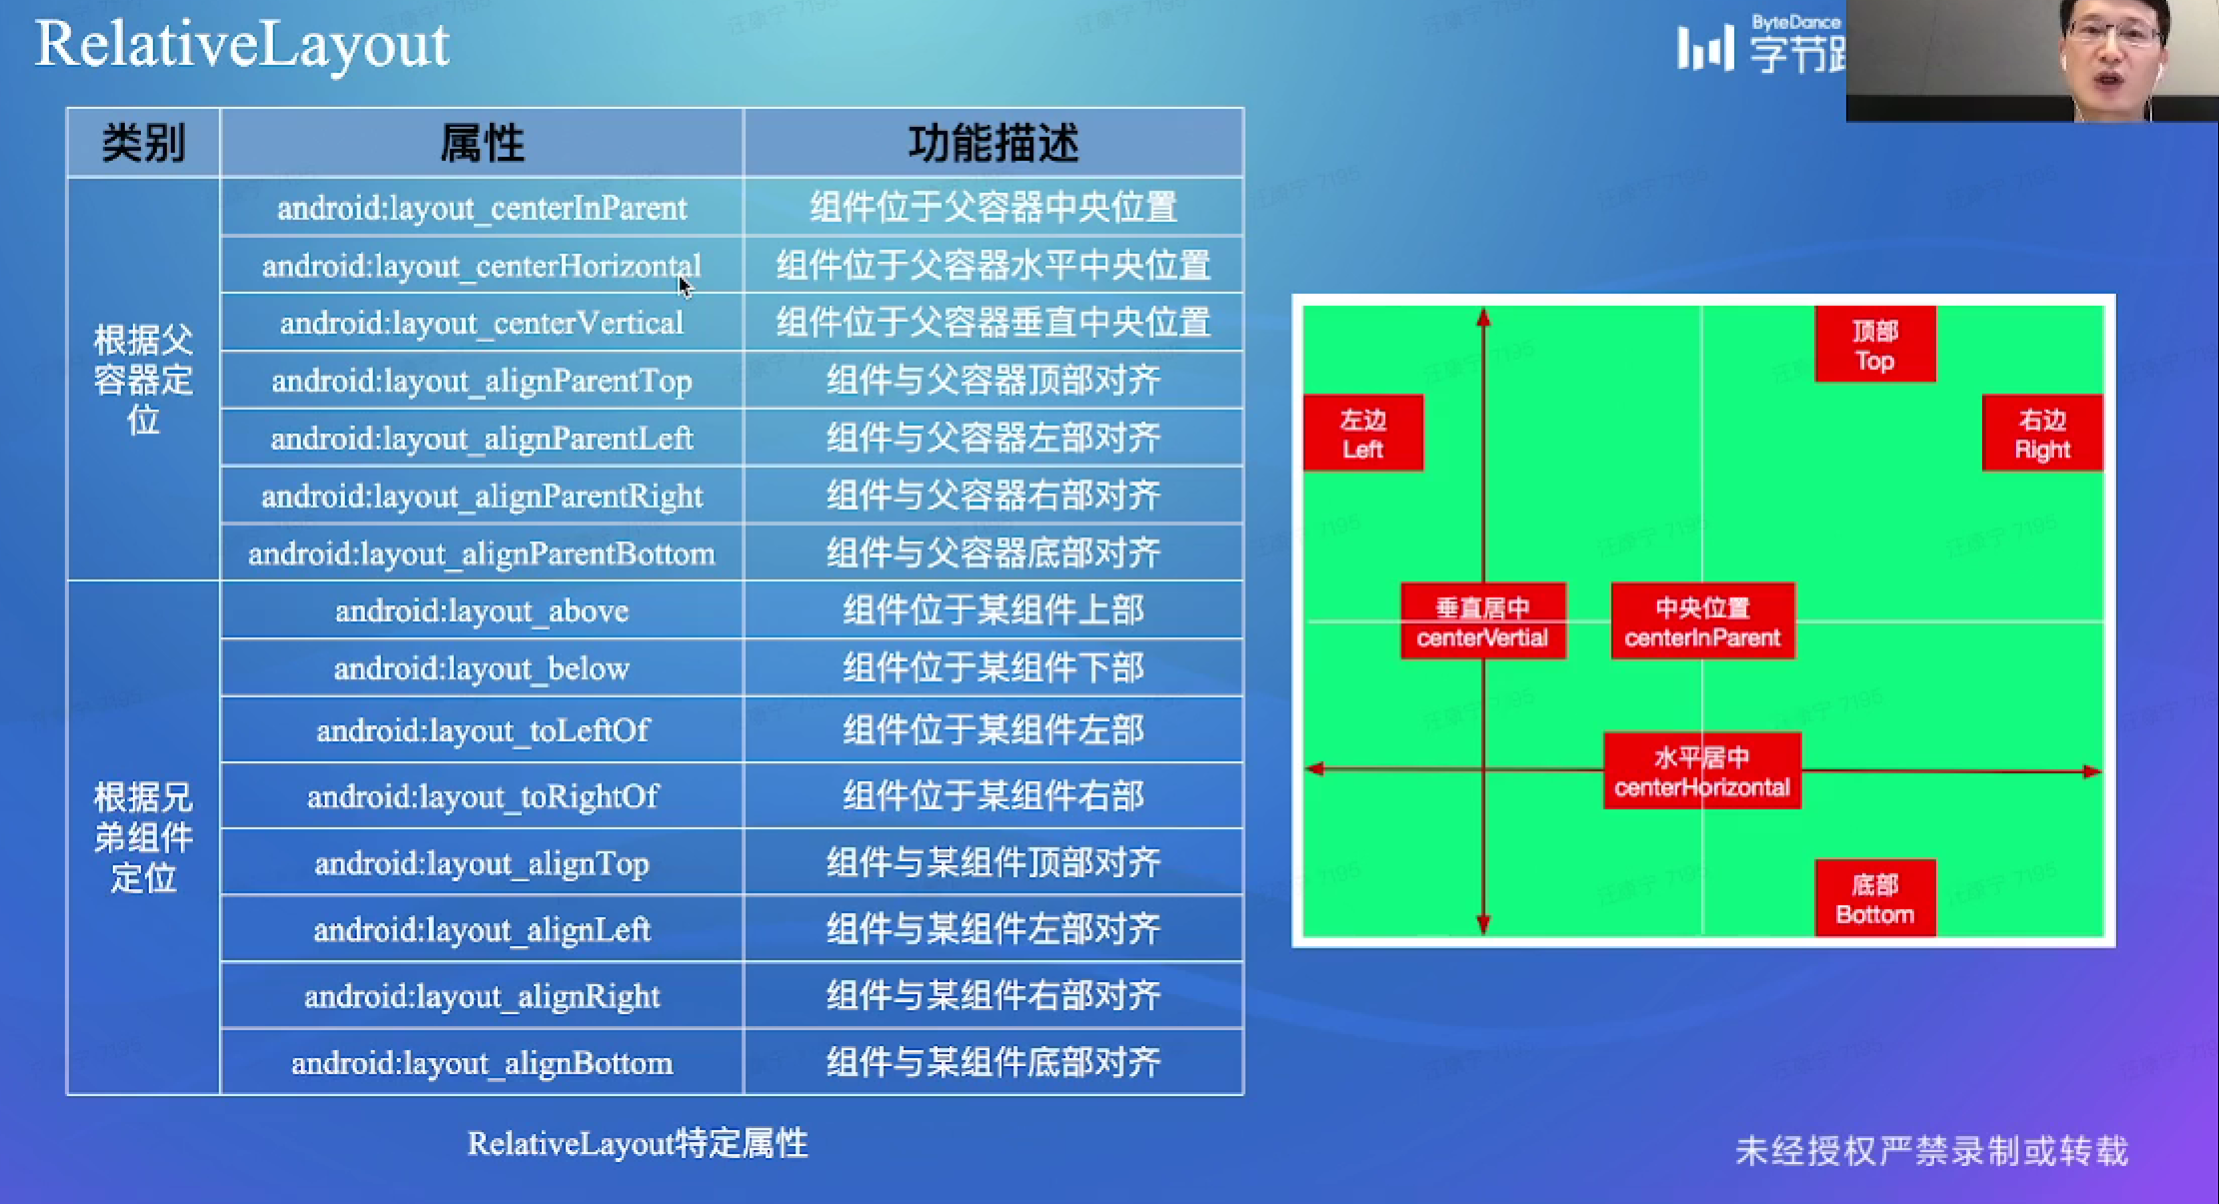 RelativeLayout
ByteDance
字节
类别 属性 功能描述
根据父
容器定
位
android:layout_centerInParent 组件位于父容器中央位置
android:layout_centerHorizontal 组件位于父容器水平中央位置
android:layout_centerVertical 组件位于父容器垂直中央位置
android:layout_alignParentTop 组件与父容器顶部对齐
android:layout_alignParentLeft 组件与父容器左部对齐
android:layout_alignParentRight 组件与父容器右部对齐
android:layout_alignParentBottom 组件与父容器底部对齐
根据兄
弟组件
定位
android:layout_above 组件位于某组件上部
android:layout_below 组件位于某组件下部
android:layout_toLeftOf 组件位于某组件左部
android:layout_toRightOf 组件位于某组件右部
android:layout_alignTop 组件与某组件顶部对齐
android:layout_alignLeft 组件与某组件左部对齐
android:layout_alignRight 组件与某组件右部对齐
android:layout_alignBottom 组件与某组件底部对齐
RelativeLayout特定属性
顶部
Top
左边
Left
右边
Right
垂直居中
centerVertial
中央位置
centerInParent
水平居中
centerHorizontal
底部
Bottom
未经授权严禁录制或转载